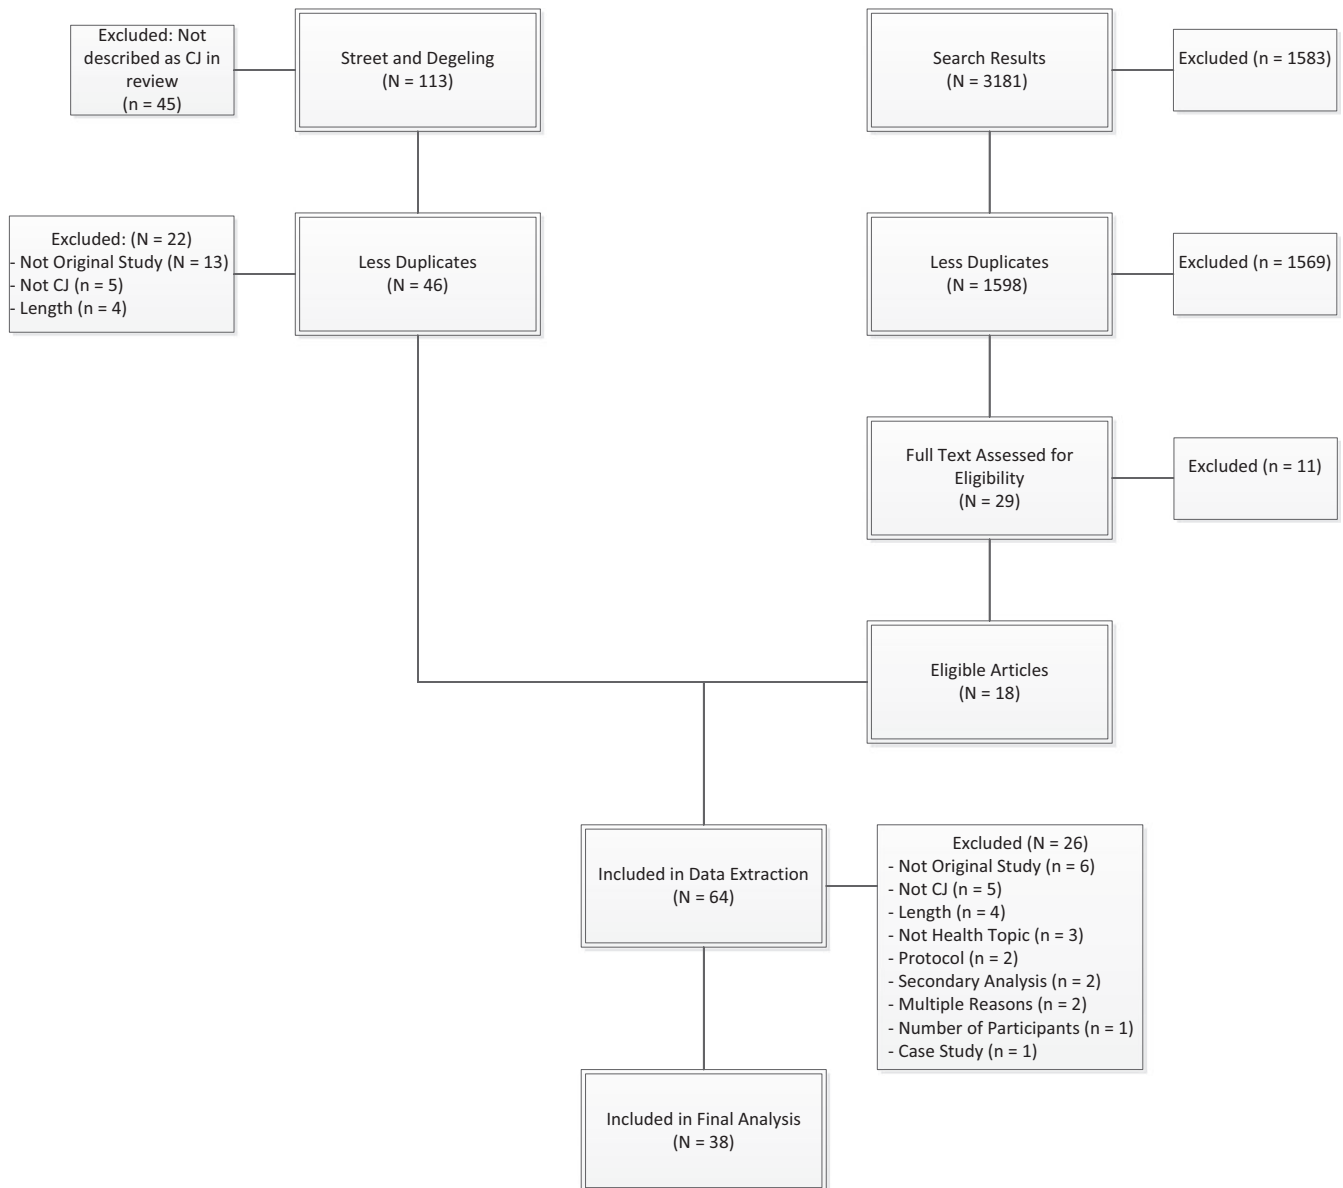 Excluded: Not
described as CJ in
review
(n = 45)
Street and Degeling
(N = 113)
Search Results
(N = 3181)
Excluded (n = 1583)
Excluded: (N = 22)
- Not Original Study (N = 13)
- Not CJ (n = 5)
- Length (n = 4)
Less Duplicates
(N = 46)
Less Duplicates
(N = 1598)
Excluded (n = 1569)
Full Text Assessed for
Eligibility
(N = 29)
Excluded (n = 11)
Eligible Articles
(N = 18)
Included in Data Extraction
(N = 64)
Excluded (N = 26)
- Not Original Study (n = 6)
- Not CJ (n = 5)
- Length (n = 4)
- Not Health Topic (n = 3)
- Protocol (n = 2)
- Secondary Analysis (n = 2)
- Multiple Reasons (n = 2)
- Number of Participants (n = 1)
- Case Study (n = 1)
Included in Final Analysis
(N = 38)